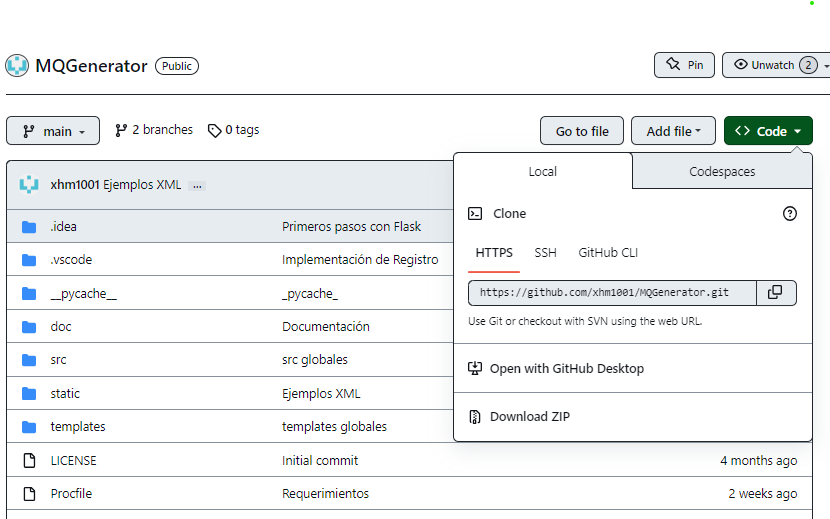 MQGenerator Public Pin Unwatch 2
main 2 branches 0 tags Go to file Add file <> Code
Local Codespaces
xhm1001 Ejemplos XML ...
Clone
HTTPS SSH GitHub CLI
https://github.com/xhm1001/MQGenerator.git
Use Git or checkout with SVN using the web URL.
Open with GitHub Desktop
Download ZIP
.idea Primeros pasos con Flask
.vscode Implementación de Registro
__pycache__ _pycache_
doc Documentación
src src globales
static Ejemplos XML
templates templates globales
LICENSE Initial commit 4 months ago
Procfile Requerimientos 2 weeks ago